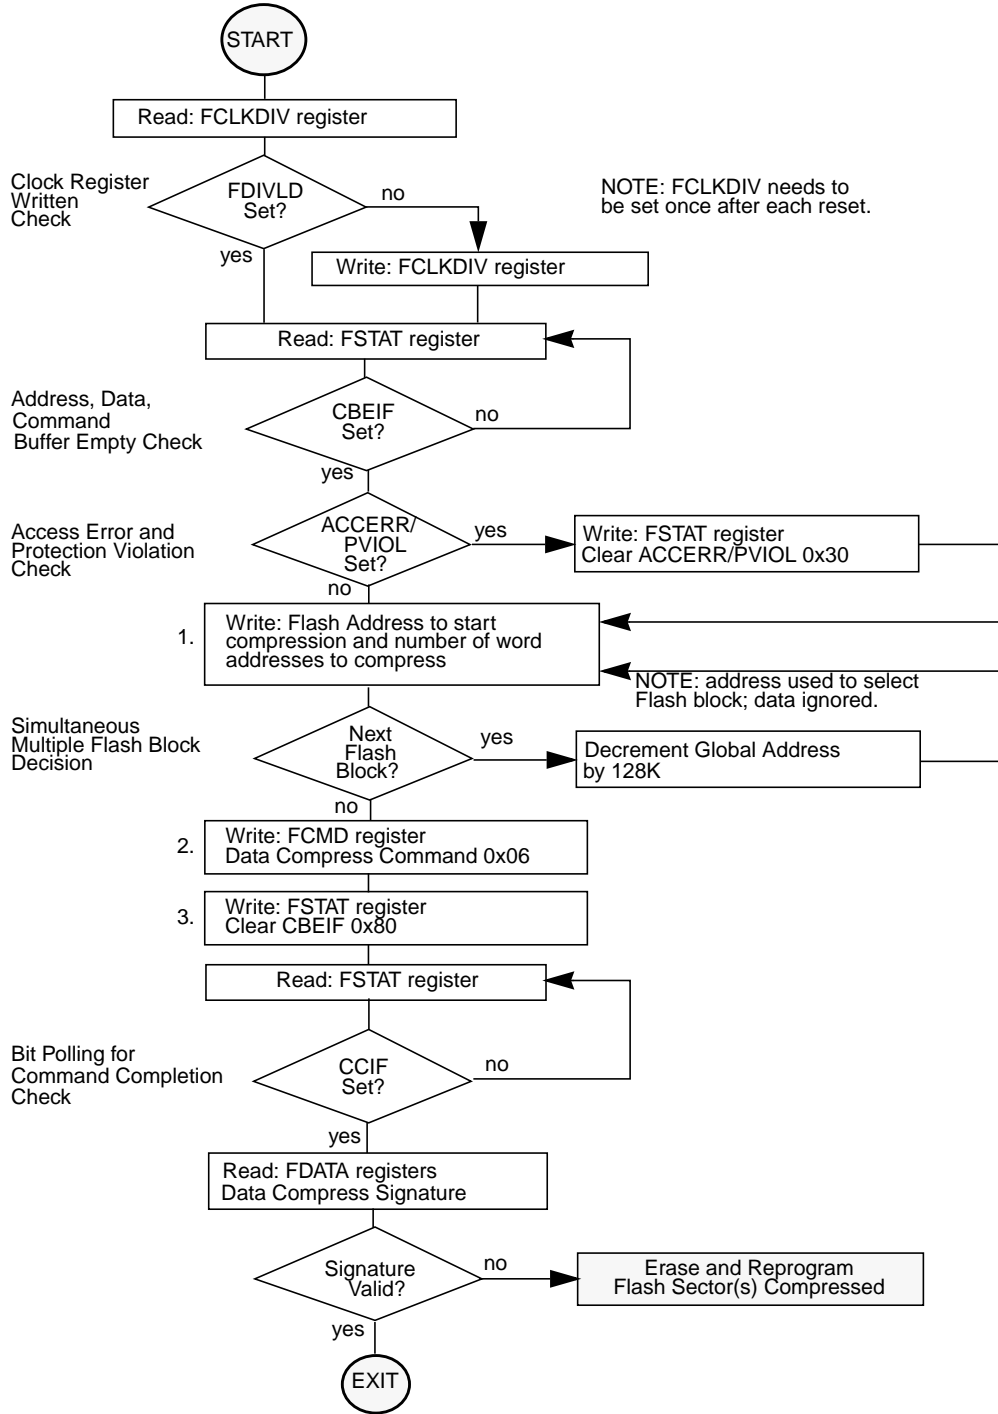 START
Read: FCLKDIV register
Clock Register
Written
Check
FDIVLD
Set?
no
NOTE: FCLKDIV needs to
be set once after each reset.
yes
Write: FCLKDIV register
Read: FSTAT register
Address, Data,
Command
Buffer Empty Check
CBEIF
Set?
no
yes
Access Error and
Protection Violation
Check
ACCERR/
PVIOL
Set?
yes
Write: FSTAT register
Clear ACCERR/PVIOL 0x30
no
1.
Write: Flash Address to start
compression and number of word
addresses to compress
NOTE: address used to select
Flash block; data ignored.
Simultaneous
Multiple Flash Block
Decision
Next
Flash
Block?
yes
Decrement Global Address
by 128K
no
2.
Write: FCMD register
Data Compress Command 0x06
3.
Write: FSTAT register
Clear CBEIF 0x80
Read: FSTAT register
Bit Polling for
Command Completion
Check
CCIF
Set?
no
yes
Read: FDATA registers
Data Compress Signature
Signature
Valid?
no
Erase and Reprogram
Flash Sector(s) Compressed
yes
EXIT